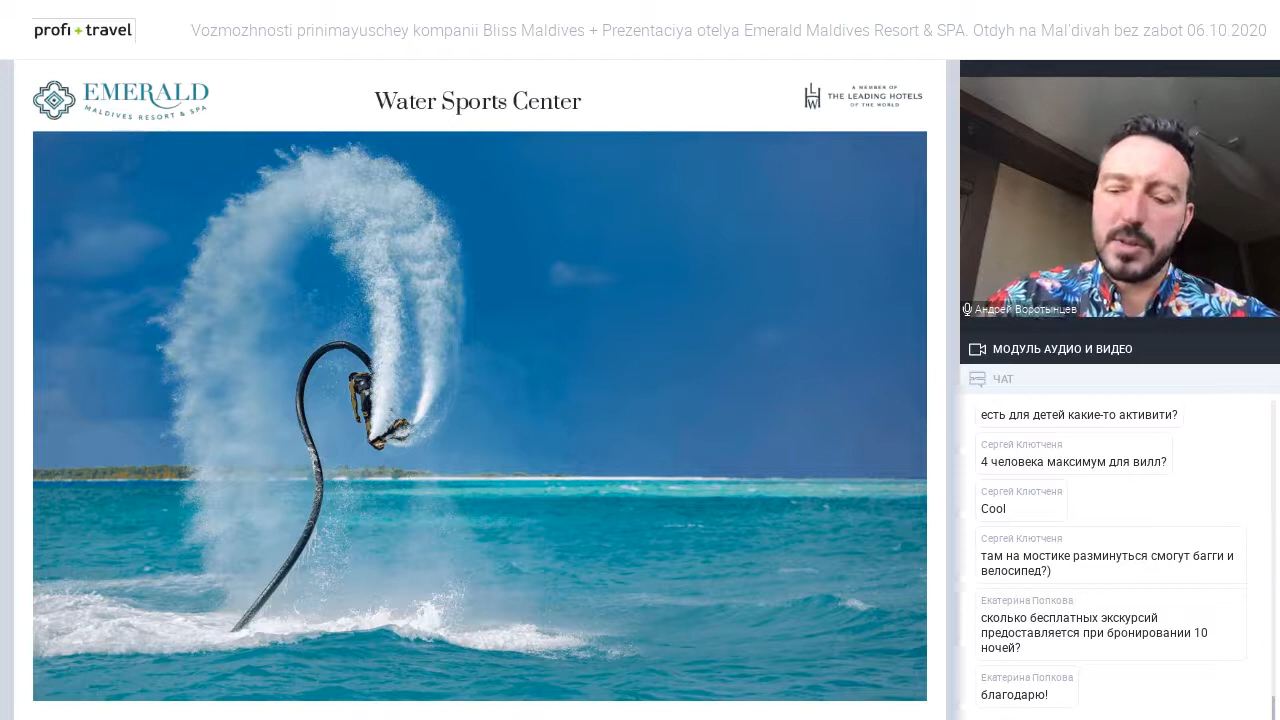 profi + travel
Vozmozhnosti prinimayuschey kompanii Bliss Maldives + Prezentaciya otelya Emerald Maldives Resort & SPA. Otdyh na Mal'divah bez zabot 06.10.2020
EMERALD
MALDIVES RESORT & SPA
Water Sports Center
LHW
A MEMBER OF
THE LEADING HOTELS
OF THE WORLD
Андрей Воротынцев
МОДУЛЬ АУДИО И ВИДЕО
ЧАТ
есть для детей какие-то активити?
Сергей Клютченя
4 человека максимум для вилл?
Сергей Клютченя
Cool
Сергей Клютченя
там на мостике разминуться смогут багги и
велосипед?)
Екатерина Попкова
сколько бесплатных экскурсий
предоставляется при бронировании 10
ночей?
Екатерина Попкова
благодарю!